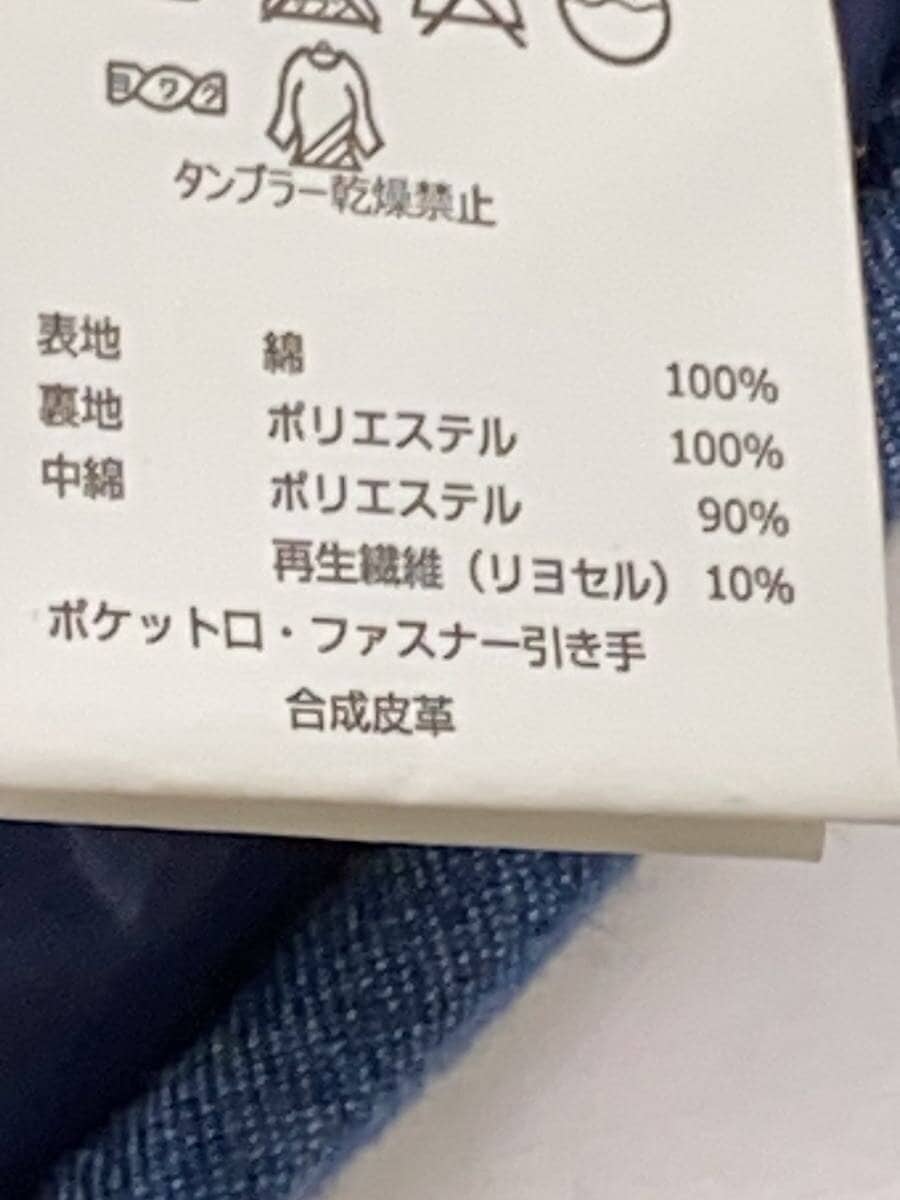 ヨワク
タンブラー乾燥禁止
表地 綿 100%
裏地 ポリエステル 100%
中綿 ポリエステル 90%
再生繊維（リヨセル） 10%
ポケット口・ファスナー引き手
合成皮革